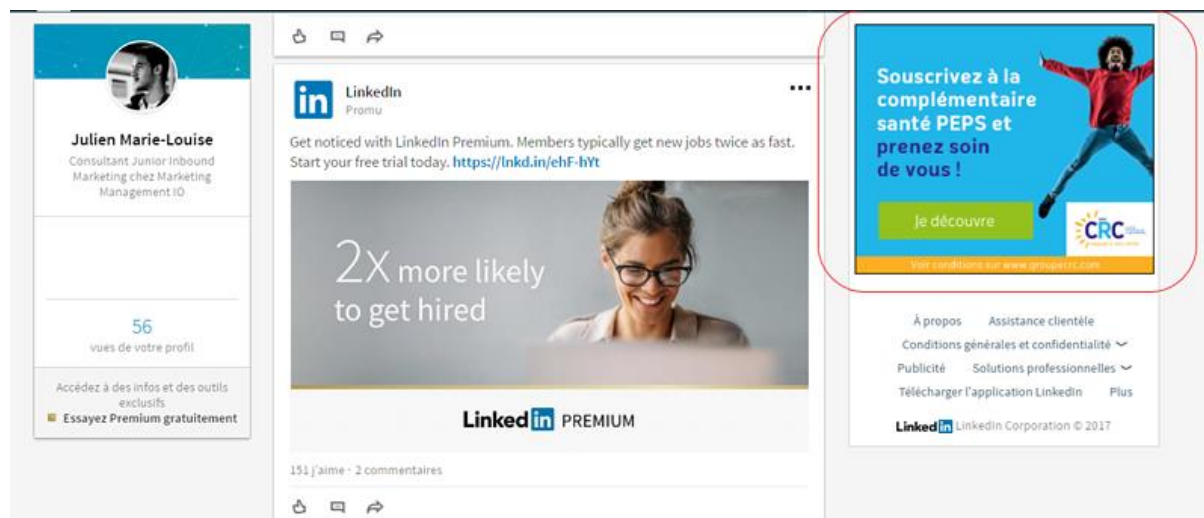 Julien Marie-Louise
Consultant Junior Inbound
Marketing chez Marketing
Management IO
56
vues de votre profil
Accédez à des infos et des outils
exclusifs
Essayez Premium gratuitement
in
LinkedIn
Promu
Get noticed with LinkedIn Premium. Members typically get new jobs twice as fast.
Start your free trial today. https://lnkd.in/ehF-hYt
2X more likely
to get hired
Linked in PREMIUM
151 j'aime · 2 commentaires
Souscrivez à la
complémentaire
santé PEPS et
prenez soin
de vous !
Je découvre
CRC
Voir conditions sur www.groupecrc.com
À propos Assistance clientèle
Conditions générales et confidentialité
Publicité Solutions professionnelles
Télécharger l'application LinkedIn Plus
Linked in LinkedIn Corporation © 2017